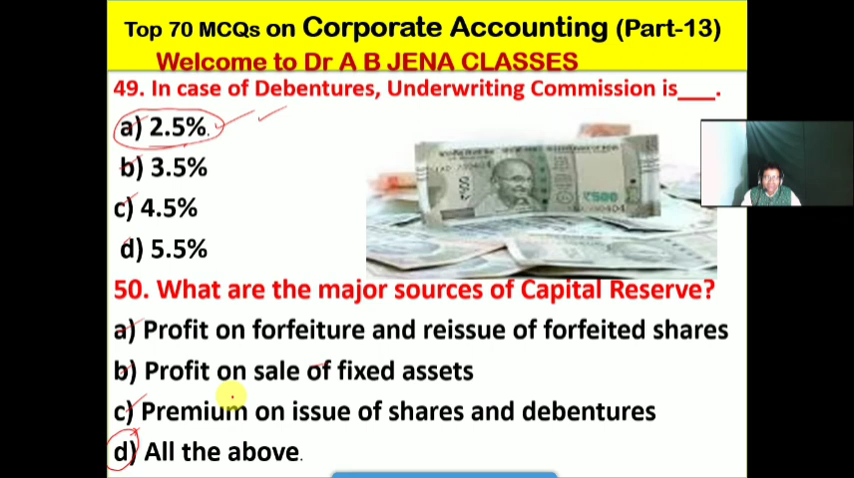 Top 70 MCQs on Corporate Accounting (Part-13)
Welcome to Dr A B JENA CLASSES
49. In case of Debentures, Underwriting Commission is___.
a) 2.5%.
b) 3.5%
c) 4.5%
d) 5.5%
₹500
₹500
50. What are the major sources of Capital Reserve?
a) Profit on forfeiture and reissue of forfeited shares
b) Profit on sale of fixed assets
c) Premium on issue of shares and debentures
d) All the above.